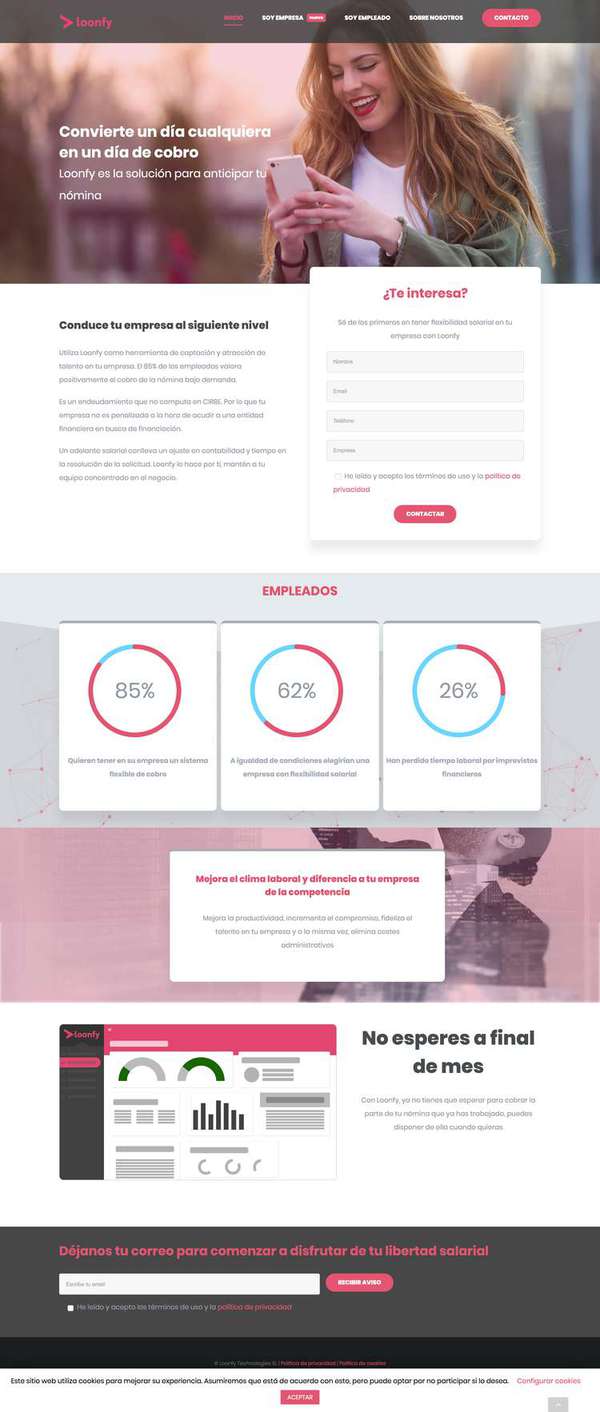 loonfy
INICIO
SOY EMPRESA
SOY EMPLEADO
SOBRE NOSOTROS
CONTACTO
Convierte un día cualquiera
en un día de cobro
Loonfy es la solución para anticipar tu
nómina
¿Te interesa?
Sé de los primeros en tener flexibilidad salarial en tu
empresa con Loonfy
Nombre
Email
Teléfono
Empresa
He leído y acepto los términos de uso y la política de
privacidad
CONTACTAR
Conduce tu empresa al siguiente nivel
Utiliza Loonfy como herramienta de captación y atracción de
talento en tu empresa. El 85% de los empleados valora
positivamente el cobro de la nómina bajo demanda.
Es un endeudamiento que no computa en CIRBE. Por lo que tu
empresa no es penalizada a la hora de acudir a una entidad
financiera en busca de financiación.
Un adelanto salarial conlleva un ajuste en contabilidad y tiempo en
la resolución de la solicitud. Loonfy lo hace por ti, mantén a tu
equipo concentrado en el negocio.
EMPLEADOS
85%
Quieren tener en su empresa un sistema
flexible de cobro
62%
A igualdad de condiciones elegirían una
empresa con flexibilidad salarial
26%
Han perdido tiempo laboral por imprevistos
financieros
Mejora el clima laboral y diferencia a tu empresa
de la competencia
Mejora la productividad, incrementa el compromiso, fideliza el
talento en tu empresa y a la misma vez, elimina costes
administrativos
loonfy
No esperes a final
de mes
Con Loonfy, ya no tienes que esperar para cobrar la
parte de tu nómina que ya has trabajado, puedes
disponer de ella cuando quieras.
Déjanos tu correo para comenzar a disfrutar de tu libertad salarial
Escribe tu email
RECIBIR AVISO
He leído y acepto los términos de uso y la política de privacidad
© Loonfy Technologies SL | Política de privacidad | Política de cookies
Este sitio web utiliza cookies para mejorar su experiencia. Asumiremos que está de acuerdo con esto, pero puede optar por no participar si lo desea.
Configurar cookies
ACEPTAR